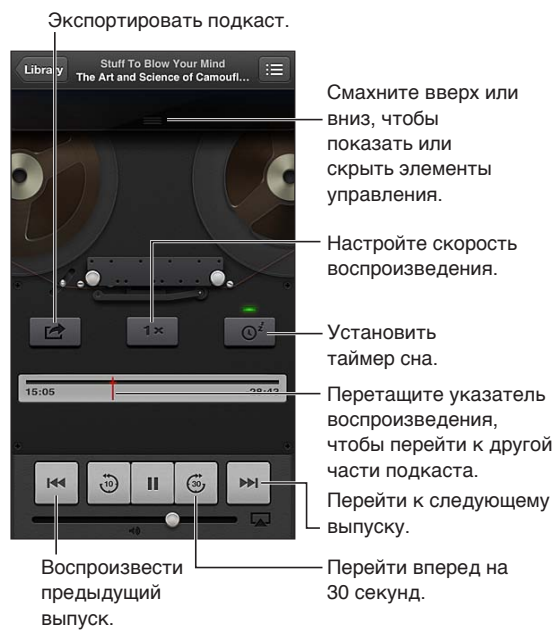 Экспортировать подкаст.
Library
Stuff To Blow Your Mind
The Art and Science of Camoufl...
Смахните вверх или
вниз, чтобы
показать или
скрыть элементы
управления.
Настройте скорость
воспроизведения.
1×
z
Установить
таймер сна.
15:05
-28:43
Перетащите указатель
воспроизведения,
чтобы перейти к другой
части подкаста.
10
30
Перейти к следующему
выпуску.
Воспроизвести
предыдущий
выпуск.
Перейти вперед на
30 секунд.